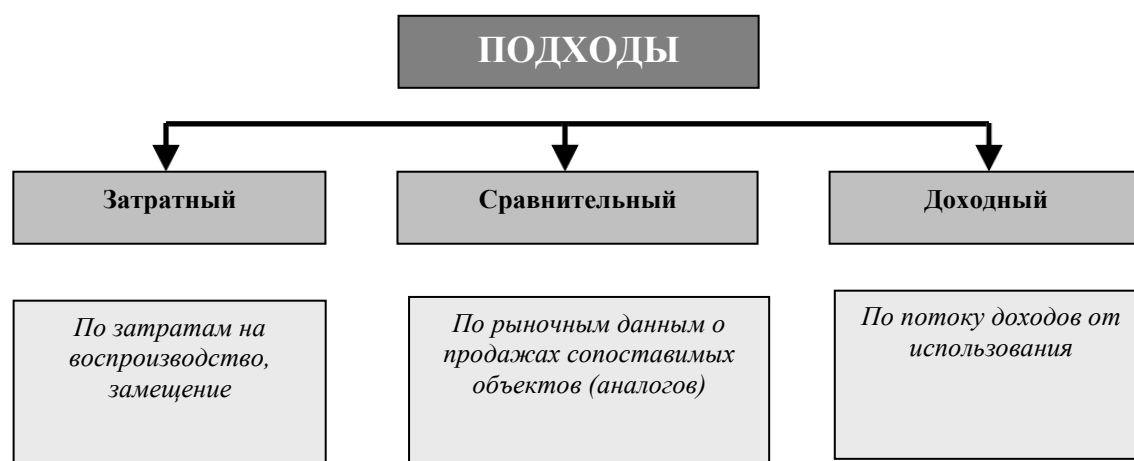 ПОДХОДЫ
Затратный
Сравнительный
Доходный
По затратам на
воспроизводство,
замещение
По рыночным данным о
продажах сопоставимых
объектов (аналогов)
По потоку доходов от
использования